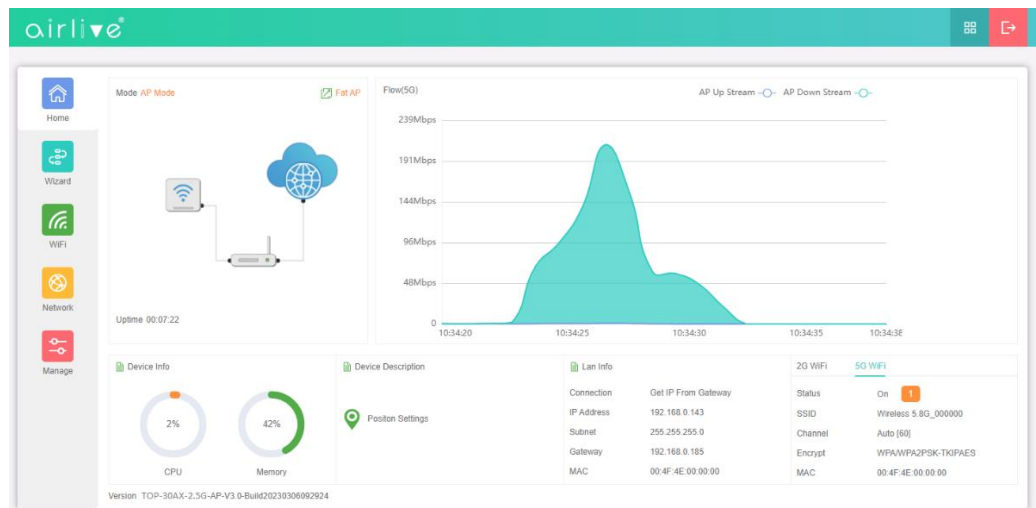 airlive®
Home
Wizard
WiFi
Network
Manage
Mode AP Mode
Fat AP
Uptime 00:07:22
Flow(5G)
AP Up Stream
AP Down Stream
239Mbps
191Mbps
144Mbps
96Mbps
48Mbps
0
10:34:20 10:34:25 10:34:30 10:34:35 10:34:3E
Device Info
2%
42%
CPU
Memory
Device Description
Positon Settings
Lan Info
Connection Get IP From Gateway
IP Address 192.168.0.143
Subnet 255.255.255.0
Gateway 192.168.0.185
MAC 00:4F:4E:00:00:00
2G WiFi 5G WiFi
Status On 1
SSID Wireless 5.8G_000000
Channel Auto [60]
Encrypt WPA/WPA2PSK-TKIPAES
MAC 00:4F:4E:00:00:00
Version TOP-30AX-2.5G-AP-V3.0-Build20230306092924